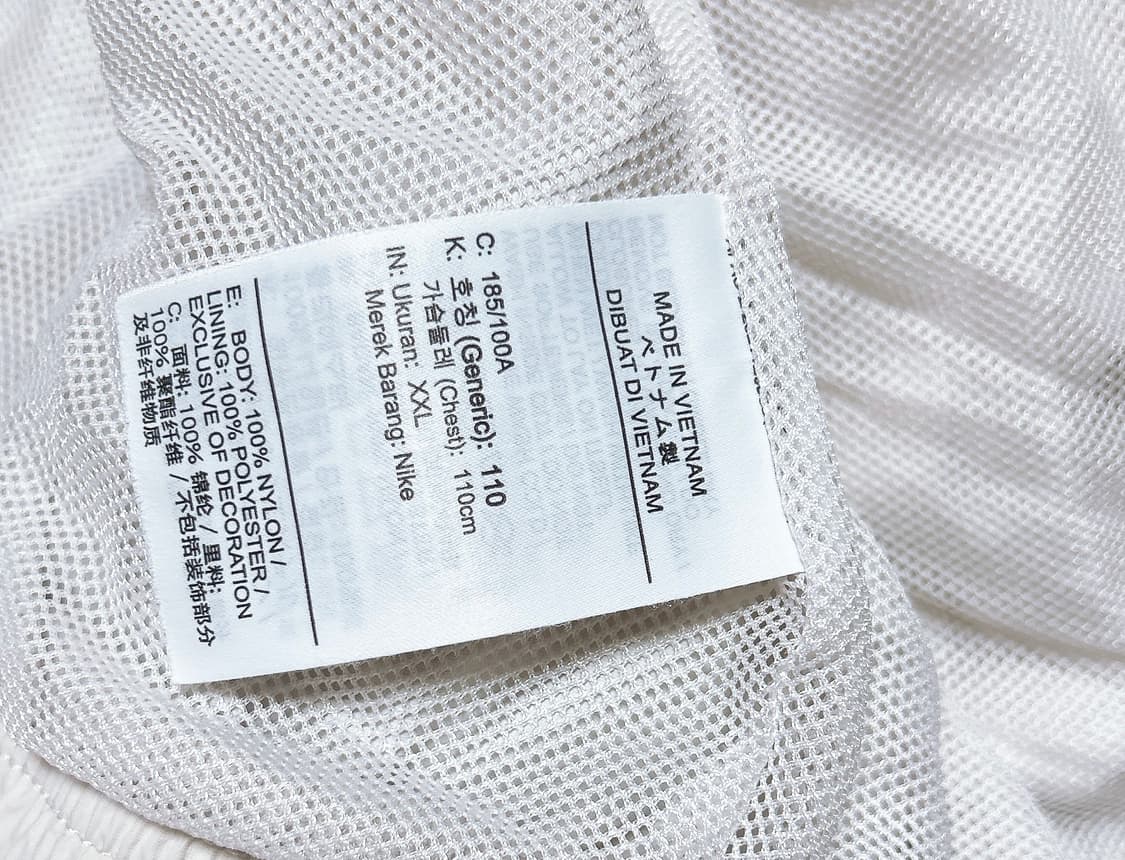 MADE IN VIETNAM
ベトナム製
DIBUAT DI VIETNAM
C: 185/100A
K: 호칭 (Generic): 110
가슴둘레 (Chest): 110cm
IN: Ukuran: XXL
Merek Barang: Nike
E: BODY: 100% NYLON /
LINING: 100% POLYESTER /
EXCLUSIVE OF DECORATION
C: 面料: 100% 锦纶 / 里料:
100% 聚酯纤维 / 不包括装饰部分
及非纤维物质